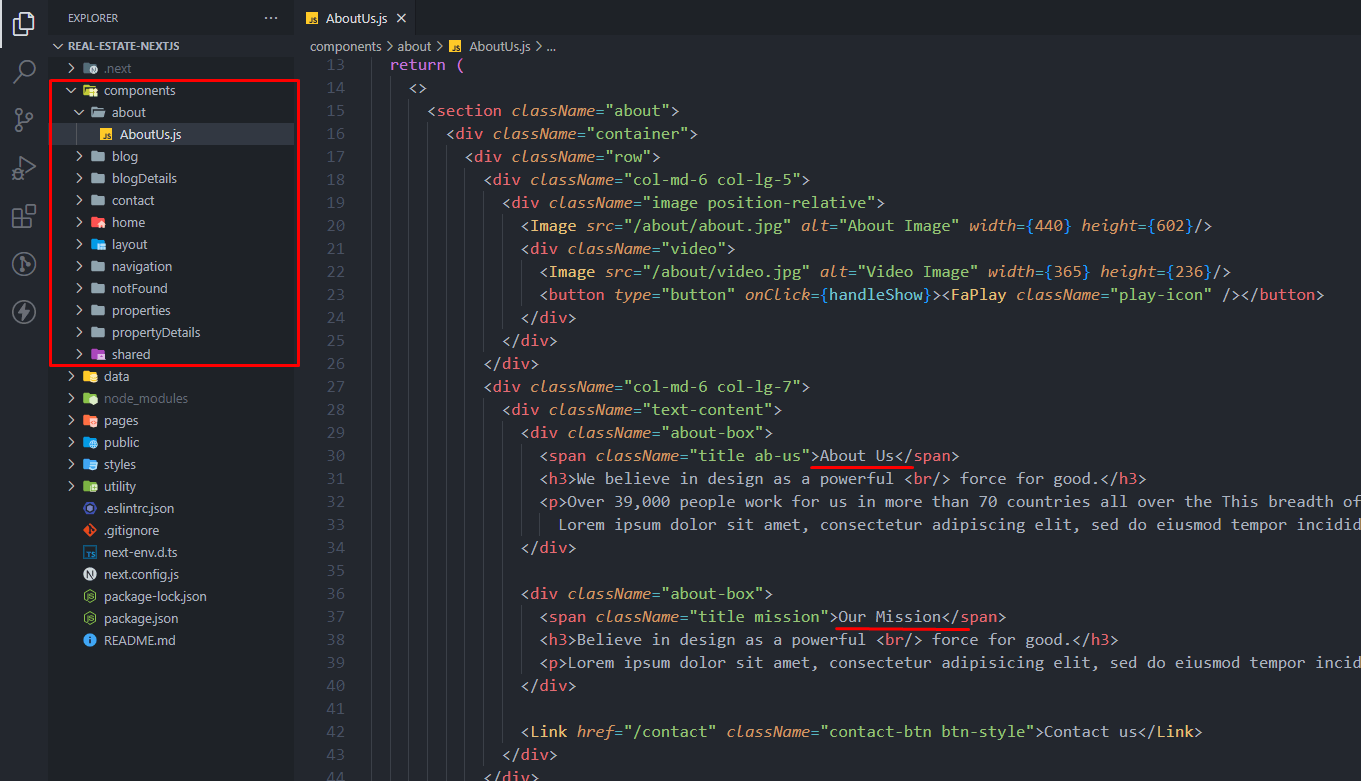 EXPLORER
REAL-ESTATE-NEXTJS
.next
components
about
JS AboutUs.js
blog
blogDetails
contact
home
layout
navigation
notFound
properties
propertyDetails
shared
data
node_modules
pages
public
styles
utility
.eslintrc.json
.gitignore
TS next-env.d.ts
N next.config.js
package-lock.json
package.json
README.md
JS AboutUs.js
components > about > JS AboutUs.js > ...
13 return (
14 <>
15 <section className="about">
16 <div className="container">
17 <div className="row">
18 <div className="col-md-6 col-lg-5">
19 <div className="image position-relative">
20 <Image src="/about/about.jpg" alt="About Image" width={440} height={602}/>
21 <div className="video">
22 <Image src="/about/video.jpg" alt="Video Image" width={365} height={236}/>
23 <button type="button" onClick={handleShow}><FaPlay className="play-icon" /></button>
24 </div>
25 </div>
26 </div>
27 <div className="col-md-6 col-lg-7">
28 <div className="text-content">
29 <div className="about-box">
30 <span className="title ab-us">About Us</span>
31 <h3>We believe in design as a powerful <br/> force for good.</h3>
32 <p>Over 39,000 people work for us in more than 70 countries all over the This breadth of
33 Lorem ipsum dolor sit amet, consectetur adipiscing elit, sed do eiusmod tempor incidid
34 </div>
35
36 <div className="about-box">
37 <span className="title mission">Our Mission</span>
38 <h3>Believe in design as a powerful <br/> force for good.</h3>
39 <p>Lorem ipsum dolor sit amet, consectetur adipisicing elit, sed do eiusmod tempor incid
40 </div>
41
42 <Link href="/contact" className="contact-btn btn-style">Contact us</Link>
43 </div>
44 </div>